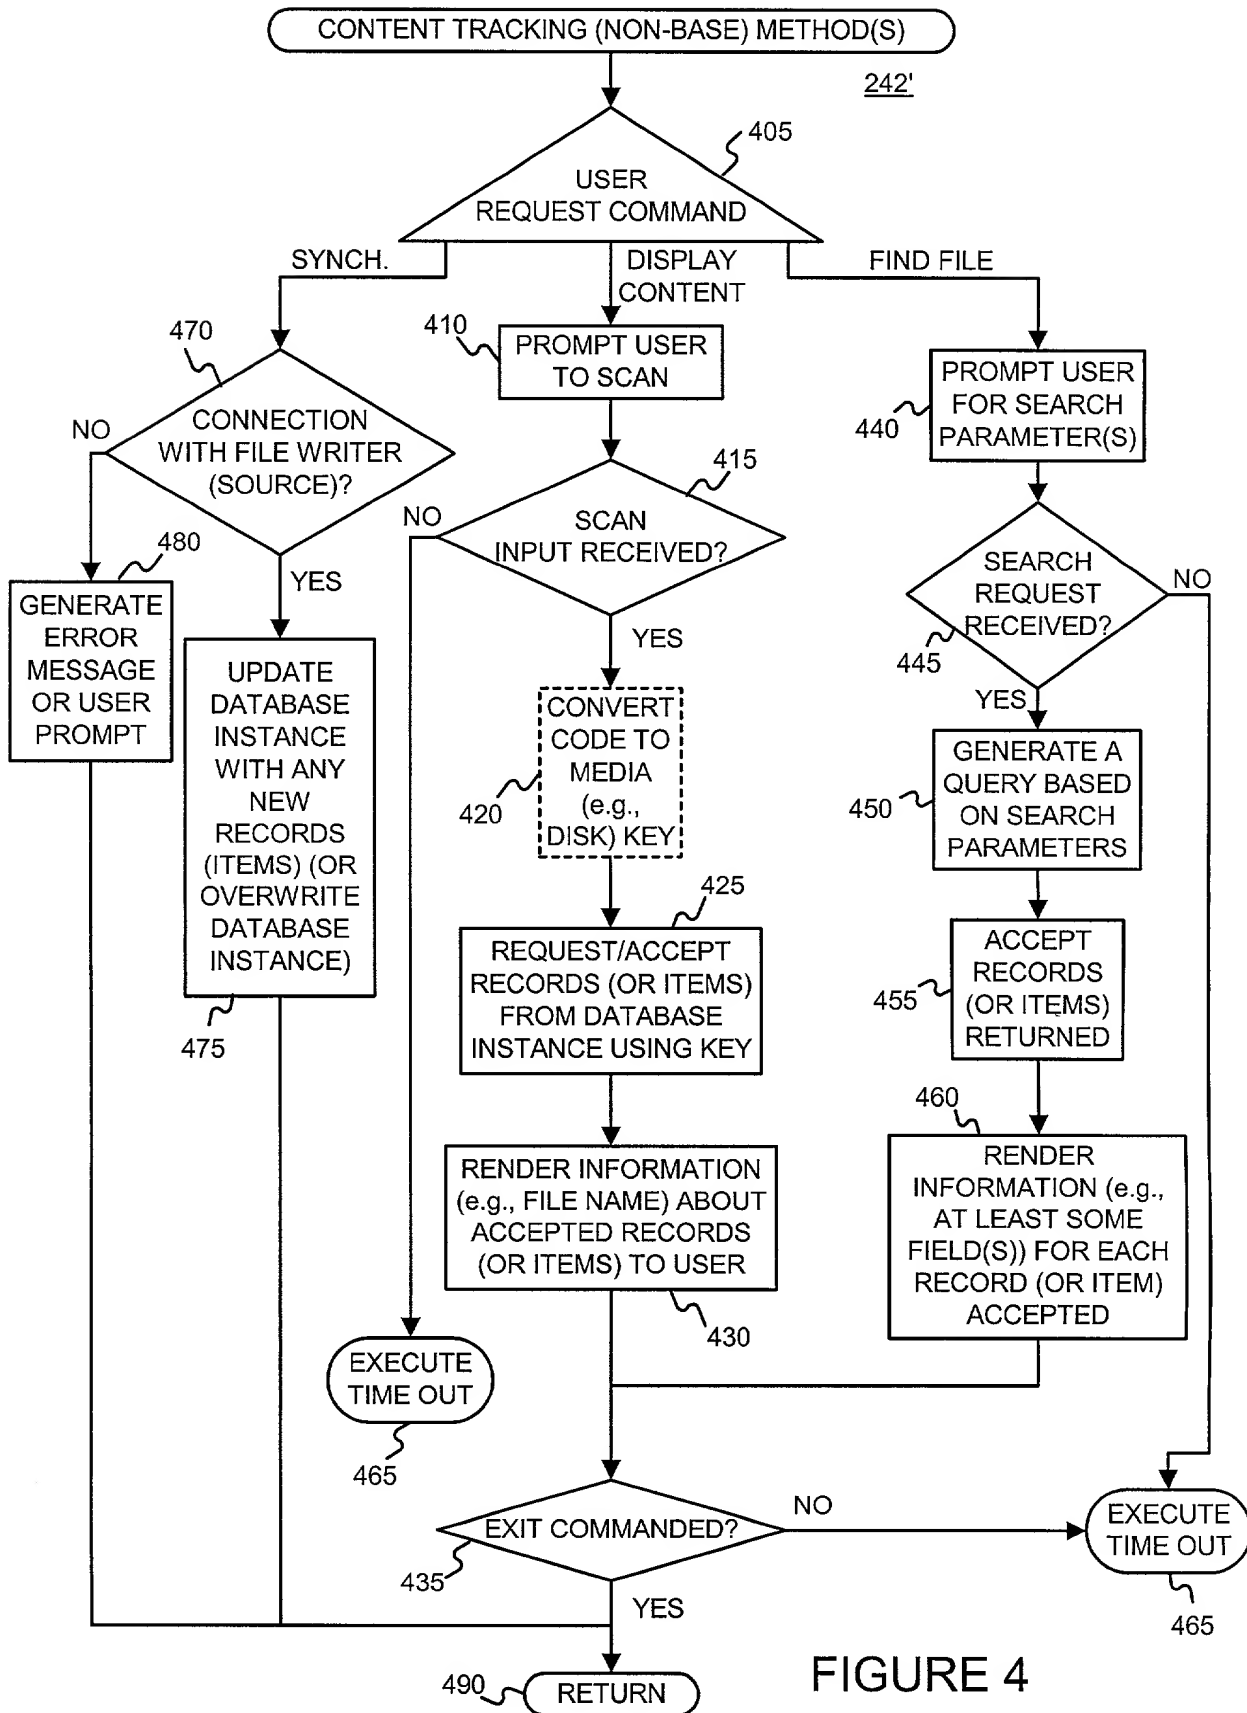 CONTENT TRACKING (NON-BASE) METHOD(S)
242'
405
USER
REQUEST COMMAND
SYNCH.
DISPLAY
CONTENT
FIND FILE
470
CONNECTION
WITH FILE WRITER
(SOURCE)?
NO
YES
480
GENERATE
ERROR
MESSAGE
OR USER
PROMPT
UPDATE
DATABASE
INSTANCE
WITH ANY
NEW
RECORDS
(ITEMS) (OR
OVERWRITE
DATABASE
INSTANCE)
475
410
PROMPT USER
TO SCAN
415
SCAN
INPUT RECEIVED?
NO
YES
CONVERT
CODE TO
MEDIA
(e.g.,
DISK) KEY
420
425
REQUEST/ACCEPT
RECORDS (OR ITEMS)
FROM DATABASE
INSTANCE USING KEY
RENDER INFORMATION
(e.g., FILE NAME) ABOUT
ACCEPTED RECORDS
(OR ITEMS) TO USER
430
EXECUTE
TIME OUT
465
PROMPT USER
FOR SEARCH
PARAMETER(S)
440
SEARCH
REQUEST
RECEIVED?
445
NO
YES
GENERATE A
QUERY BASED
ON SEARCH
PARAMETERS
450
ACCEPT
RECORDS
(OR ITEMS)
RETURNED
455
460
RENDER
INFORMATION (e.g.,
AT LEAST SOME
FIELD(S)) FOR EACH
RECORD (OR ITEM)
ACCEPTED
EXIT COMMANDED?
435
NO
YES
EXECUTE
TIME OUT
465
490
RETURN
FIGURE 4